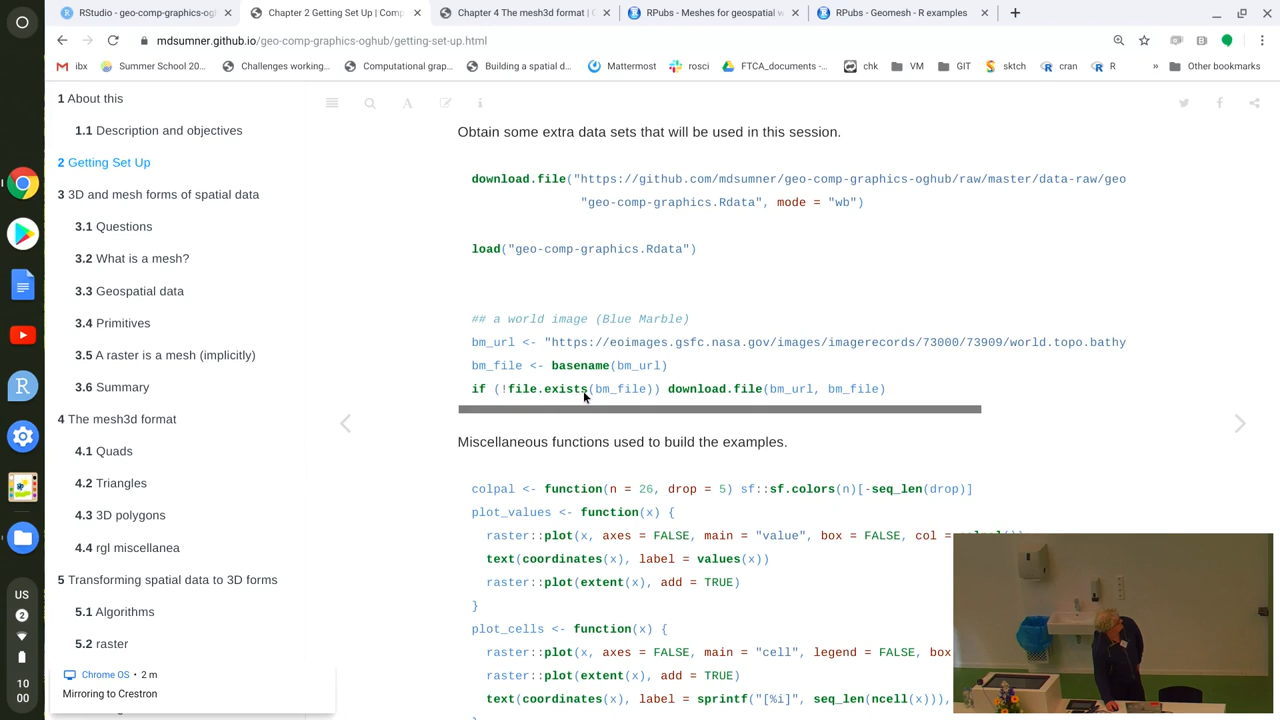 RStudio - geo-comp-graphics-ogh
Chapter 2 Getting Set Up | Comp
Chapter 4 The mesh3d format | C
RPubs - Meshes for geospatial w
RPubs - Geomesh - R examples
mdsumner.github.io/geo-comp-graphics-oghub/getting-set-up.html
ibx
Summer School 20...
Challenges working...
Computational grap...
Building a spatial d...
Mattermost
rosci
FTCA_documents -...
chk
VM
GIT
sktch
cran
R
»
Other bookmarks
1 About this
1.1 Description and objectives
2 Getting Set Up
3 3D and mesh forms of spatial data
3.1 Questions
3.2 What is a mesh?
3.3 Geospatial data
3.4 Primitives
3.5 A raster is a mesh (implicitly)
3.6 Summary
4 The mesh3d format
4.1 Quads
4.2 Triangles
4.3 3D polygons
4.4 rgl miscellanea
5 Transforming spatial data to 3D forms
5.1 Algorithms
5.2 raster
Chrome OS • 2 m
Mirroring to Crestron
US
2
10
00
Obtain some extra data sets that will be used in this session.
download.file("https://github.com/mdsumner/geo-comp-graphics-oghub/raw/master/data-raw/geo
"geo-comp-graphics.Rdata", mode = "wb")
load("geo-comp-graphics.Rdata")
## a world image (Blue Marble)
bm_url <- "https://eoimages.gsfc.nasa.gov/images/imagerecords/73000/73909/world.topo.bathy
bm_file <- basename(bm_url)
if (!file.exists(bm_file)) download.file(bm_url, bm_file)
Miscellaneous functions used to build the examples.
colpal <- function(n = 26, drop = 5) sf::sf.colors(n)[-seq_len(drop)]
plot_values <- function(x) {
raster::plot(x, axes = FALSE, main = "value", box = FALSE, col =
text(coordinates(x), label = values(x))
raster::plot(extent(x), add = TRUE)
}
plot_cells <- function(x) {
raster::plot(x, axes = FALSE, main = "cell", legend = FALSE, box
raster::plot(extent(x), add = TRUE)
text(coordinates(x), label = sprintf("[%i]", seq_len(ncell(x))),